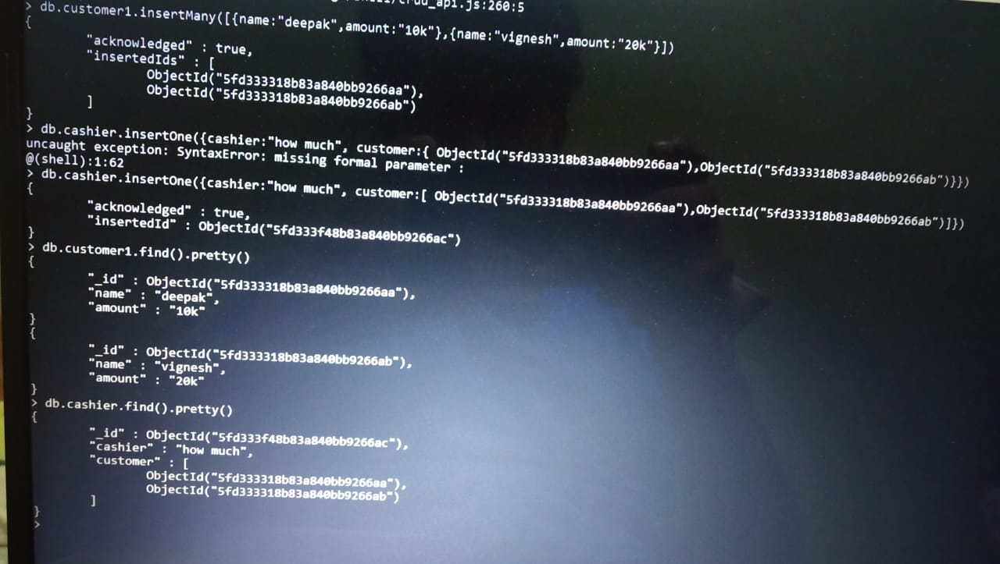 _api.js:260:5
> db.customer1.insertMany([{name:"deepak",amount:"10k"},{name:"vignesh",amount:"20k"}])
{
"acknowledged" : true,
"insertedIds" : [
ObjectId("5fd333318b83a840bb9266aa"),
ObjectId("5fd333318b83a840bb9266ab")
]
}
> db.cashier.insertOne({cashier:"how much", customer:{ ObjectId("5fd333318b83a840bb9266aa"),ObjectId("5fd333318b83a840bb9266ab")}})
uncaught exception: SyntaxError: missing formal parameter :
@(shell):1:62
> db.cashier.insertOne({cashier:"how much", customer:[ ObjectId("5fd333318b83a840bb9266aa"),ObjectId("5fd333318b83a840bb9266ab")]})
{
"acknowledged" : true,
"insertedId" : ObjectId("5fd333f48b83a840bb9266ac")
}
> db.customer1.find().pretty()
{
"_id" : ObjectId("5fd333318b83a840bb9266aa"),
"name" : "deepak",
"amount" : "10k"
}
{
"_id" : ObjectId("5fd333318b83a840bb9266ab"),
"name" : "vignesh",
"amount" : "20k"
}
> db.cashier.find().pretty()
{
"_id" : ObjectId("5fd333f48b83a840bb9266ac"),
"cashier" : "how much",
"customer" : [
ObjectId("5fd333318b83a840bb9266aa"),
ObjectId("5fd333318b83a840bb9266ab")
]
}
>